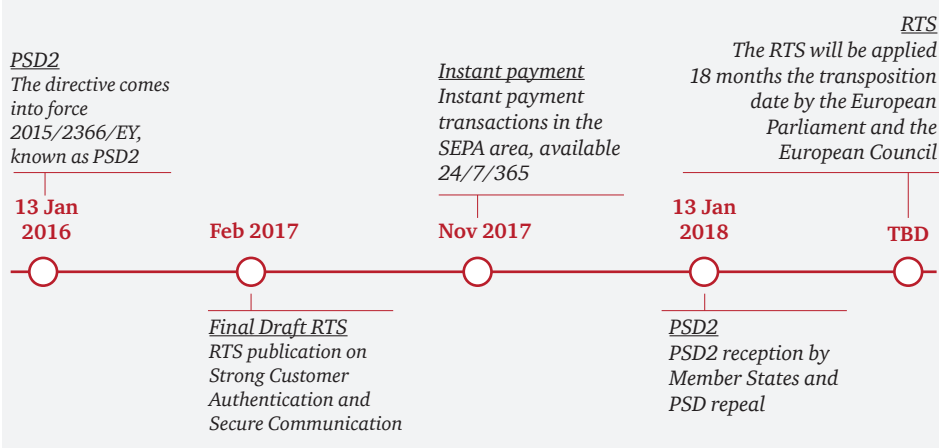 PSD2
The directive comes
into force
2015/2366/EY,
known as PSD2
13 Jan
2016
Feb 2017
Final Draft RTS
RTS publication on
Strong Customer
Authentication and
Secure Communication
Instant payment
Instant payment
transactions in the
SEPA area, available
24/7/365
Nov 2017
13 Jan
2018
PSD2
PSD2 reception by
Member States and
PSD repeal
RTS
The RTS will be applied
18 months the transposition
date by the European
Parliament and the
European Council
TBD